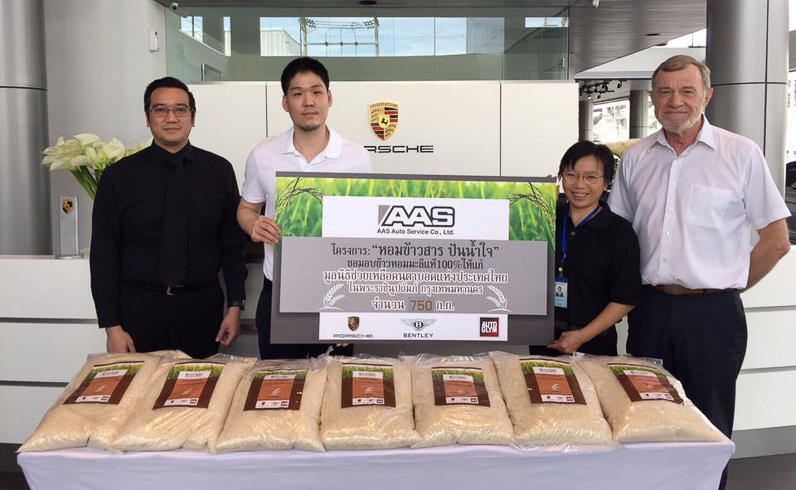 PORSCHE
AAS
AAS Auto Service Co., Ltd.
โครงการ: "หอมข้าวสาร ปันน้ำใจ"
ขอมอบข้าวหอมมะลิแท้100%ให้แก่
มูลนิธิช่วยเหลือคนตาบอดแห่งประเทศไทย
ในพระราชินูปถัมภ์ กรุงเทพมหานคร
จำนวน 750 ก.ก.
PORSCHE
BENTLEY
AUTO
GLYM